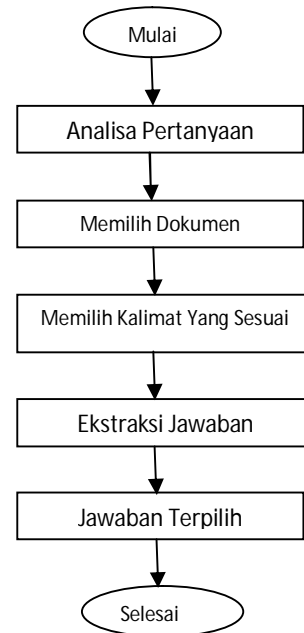 Mulai
Analisa Pertanyaan
Memilih Dokumen
Memilih Kalimat Yang Sesuai
Ekstraksi Jawaban
Jawaban Terpilih
Selesai